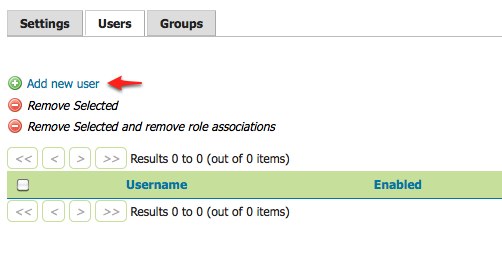 Settings Users Groups
Add new user
Remove Selected
Remove Selected and remove role associations
<< < > >> Results 0 to 0 (out of 0 items)
Username Enabled
<< < > >> Results 0 to 0 (out of 0 items)